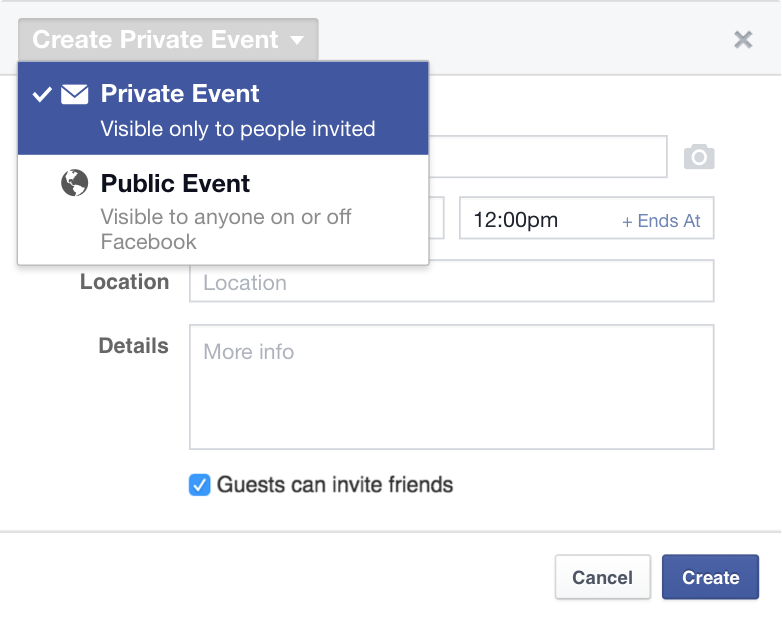 Create Private Event
Private Event
Visible only to people invited
Public Event
Visible to anyone on or off
Facebook
12:00pm
+ Ends At
Location
Location
Details
More info
Guests can invite friends
Cancel
Create